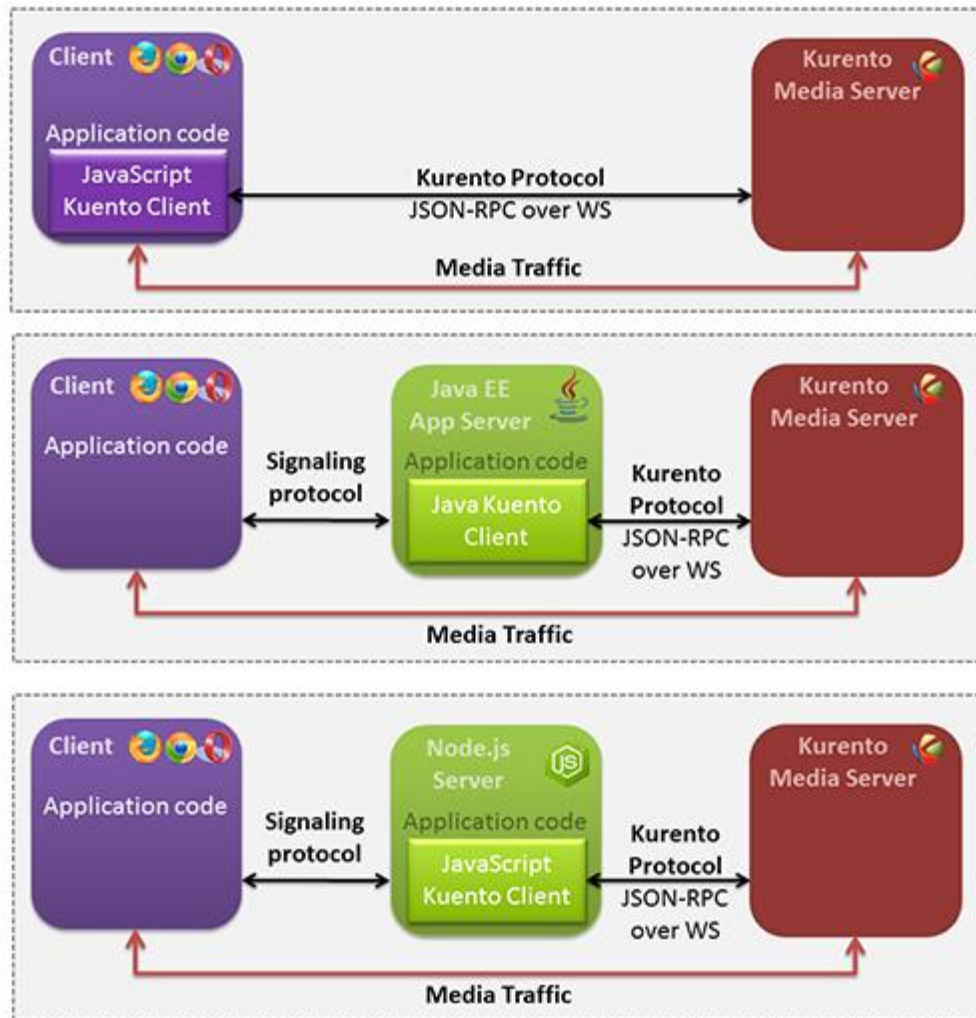 Client
Application code
JavaScript
Kuento Client
Kurento Protocol
JSON-RPC over WS
Kurento
Media Server
Media Traffic
Client
Application code
Signaling
protocol
Java EE
App Server
Application code
Java Kuento
Client
Kurento
Protocol
JSON-RPC
over WS
Kurento
Media Server
Media Traffic
Client
Application code
Signaling
protocol
Node.js
Server
JS
Application code
JavaScript
Kuento Client
Kurento
Protocol
JSON-RPC
over WS
Kurento
Media Server
Media Traffic